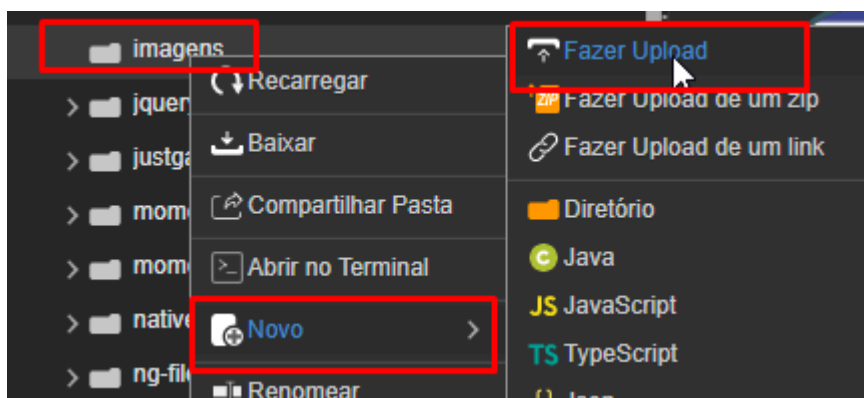 imagens
jquer
justga
mom
mom
native
ng-file
Recarregar
Baixar
Compartilhar Pasta
Abrir no Terminal
Novo
Renomear
Fazer Upload
ZIP Fazer Upload de um zip
Fazer Upload de um link
Diretório
C Java
JS JavaScript
TS TypeScript